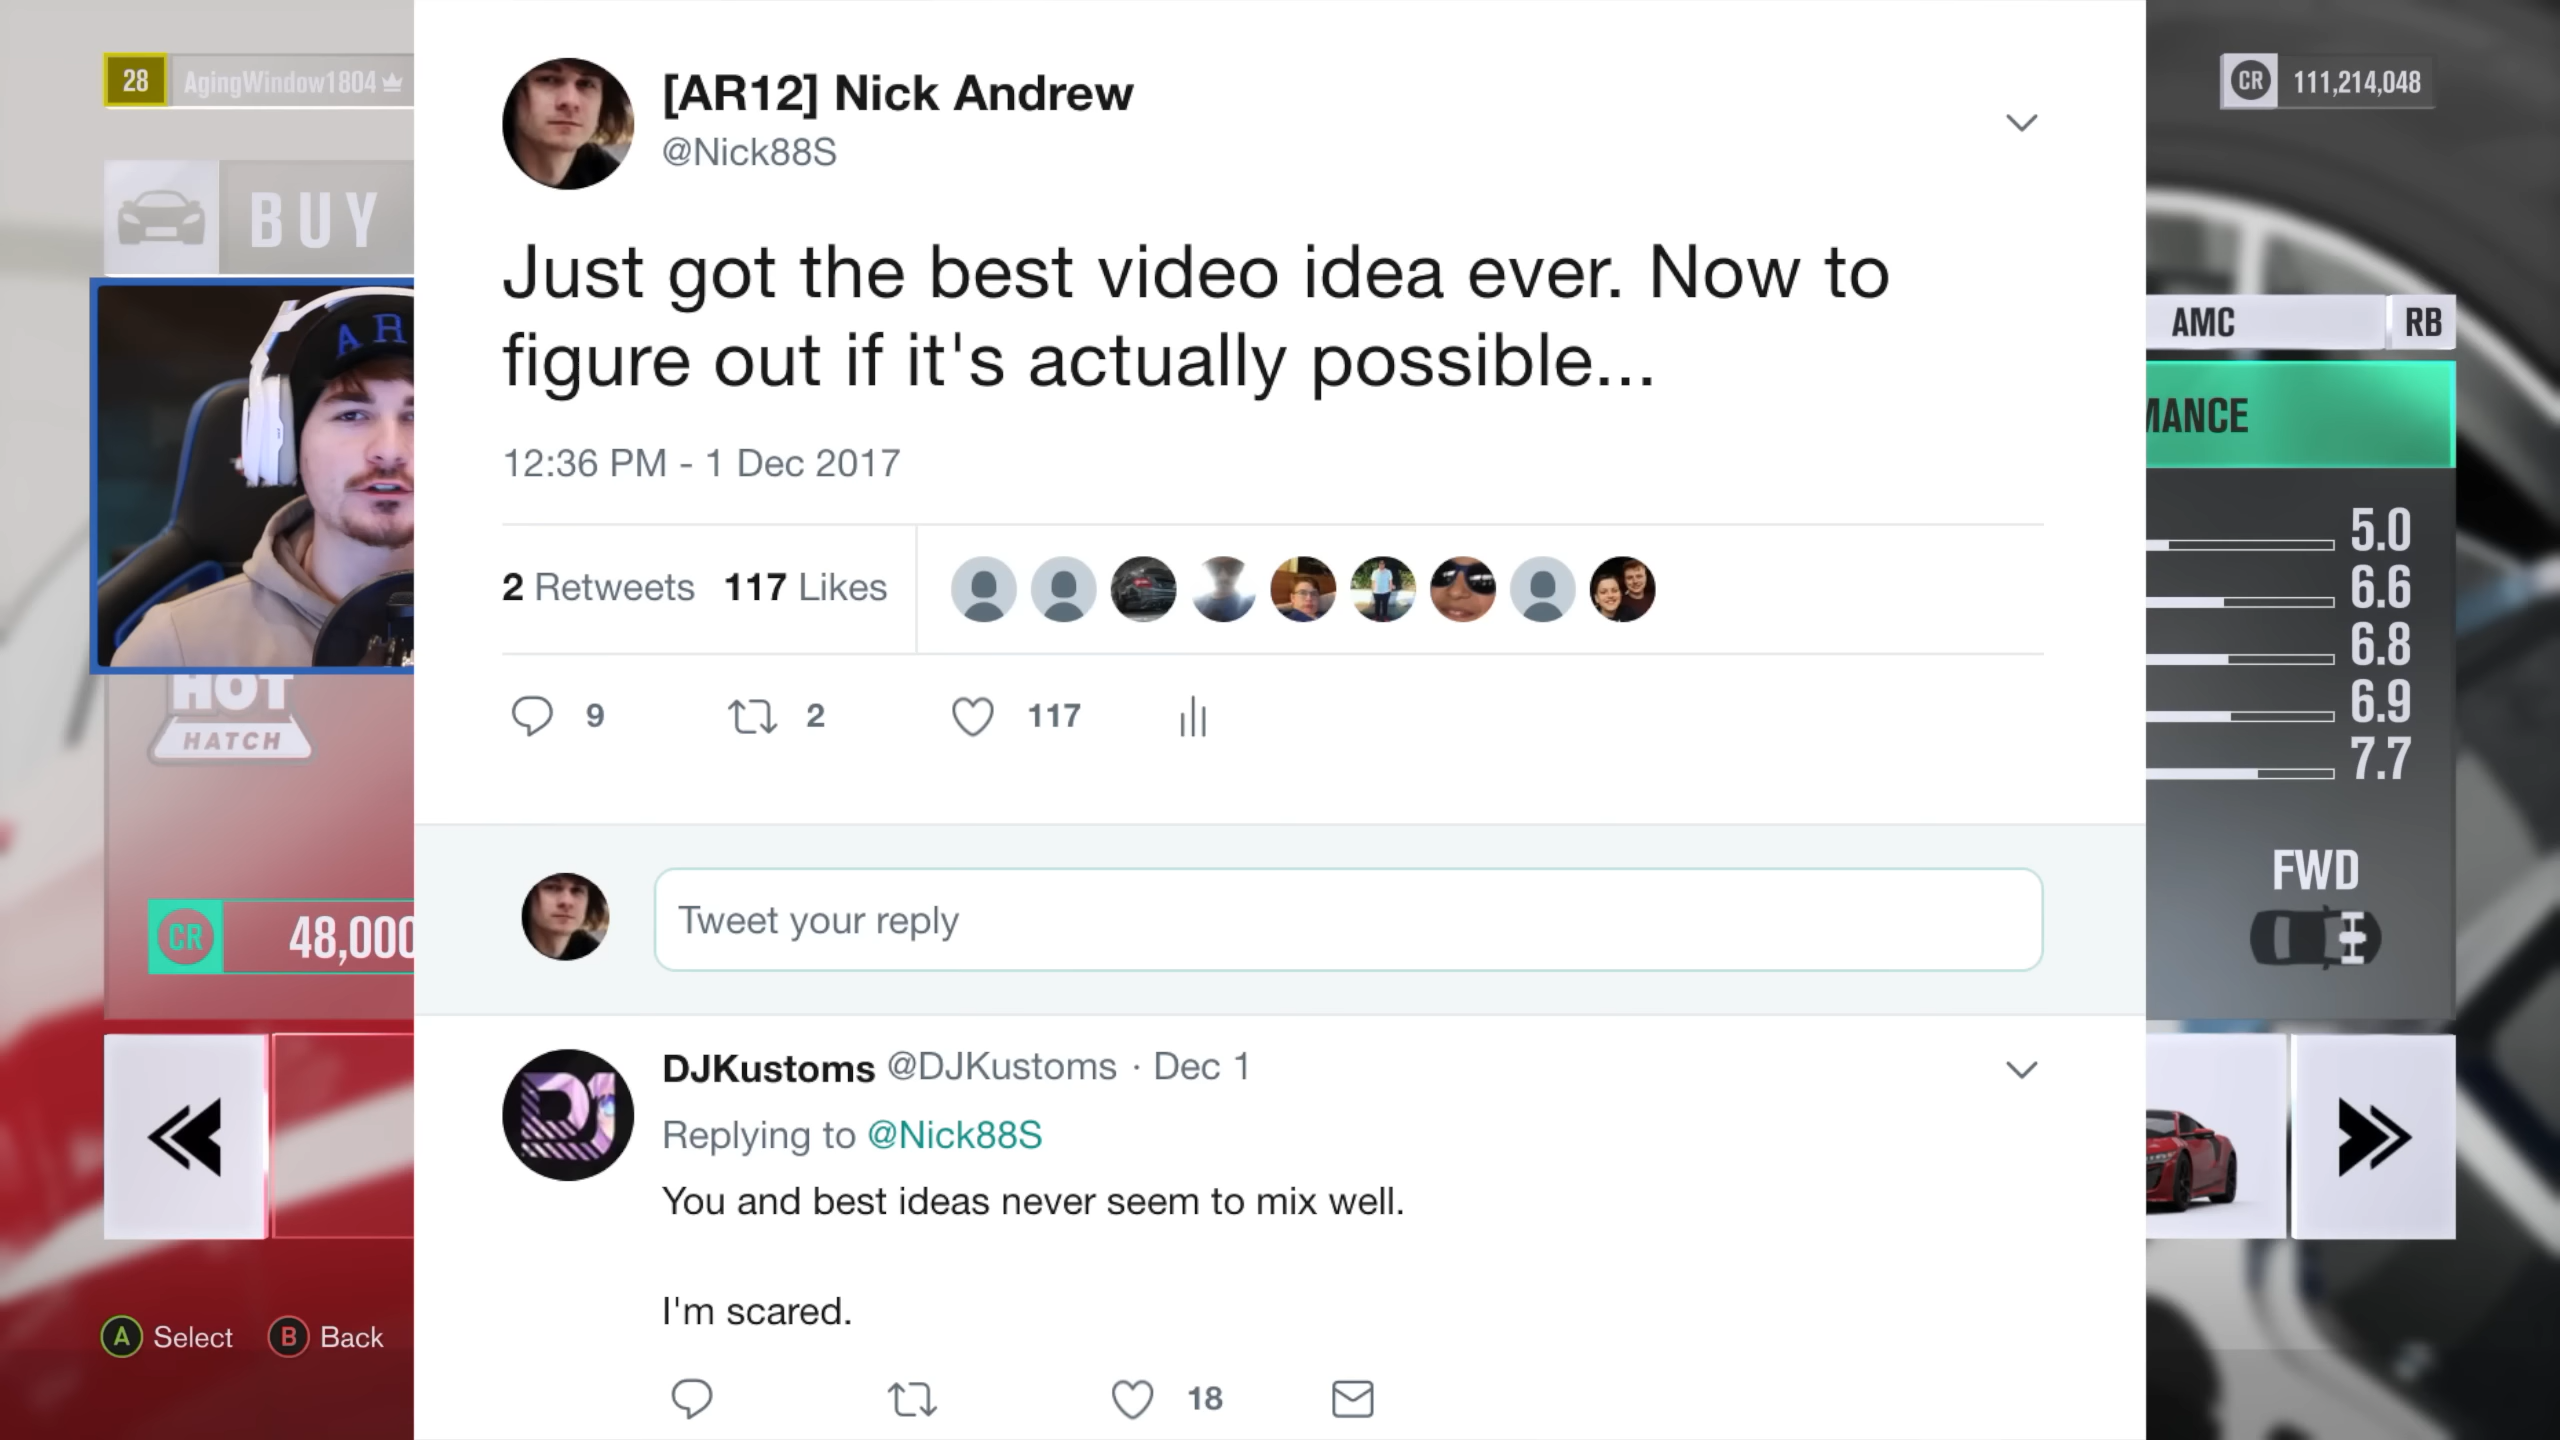 28 AgingWindow1804
CR 111,214,048
BUY
AR
HOT
HATCH
CR 48,000
A Select B Back
[AR12] Nick Andrew
@Nick88S
Just got the best video idea ever. Now to
figure out if it's actually possible...
12:36 PM - 1 Dec 2017
2 Retweets 117 Likes
9 2 117
Tweet your reply
DJKustoms @DJKustoms · Dec 1
Replying to @Nick88S
You and best ideas never seem to mix well.
I'm scared.
18
AMC RB
MANCE
5.0
6.6
6.8
6.9
7.7
FWD